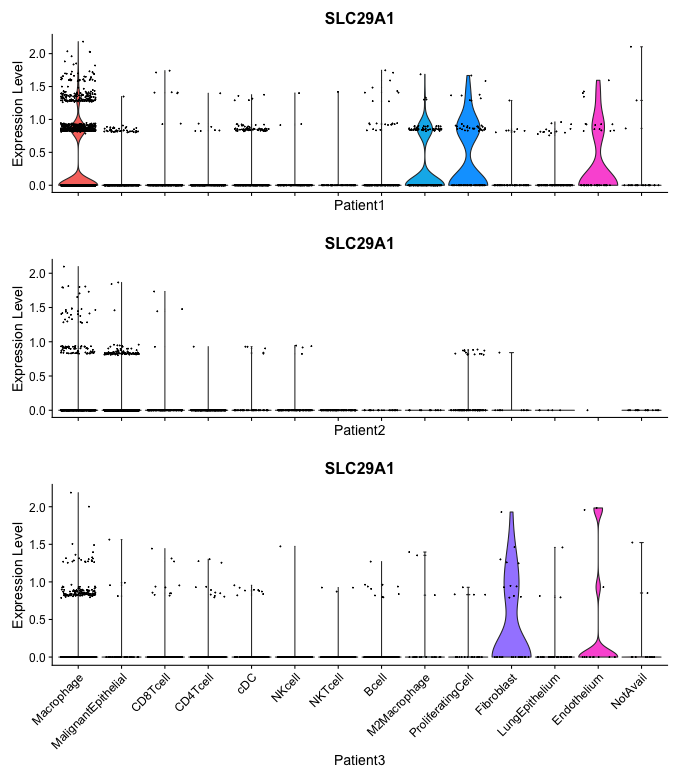 SLC29A1
Expression Level
2.0
1.5
1.0
0.5
0.0
Patient1
SLC29A1
Expression Level
2.0
1.5
1.0
0.5
0.0
Patient2
SLC29A1
Expression Level
2.0
1.5
1.0
0.5
0.0
Macrophage
MalignantEpithelial
CD8Tcell
CD4Tcell
cDC
NKcell
NKTcell
Bcell
M2Macrophage
ProliferatingCell
Fibroblast
LungEpithelium
Endothelium
NotAvail
Patient3